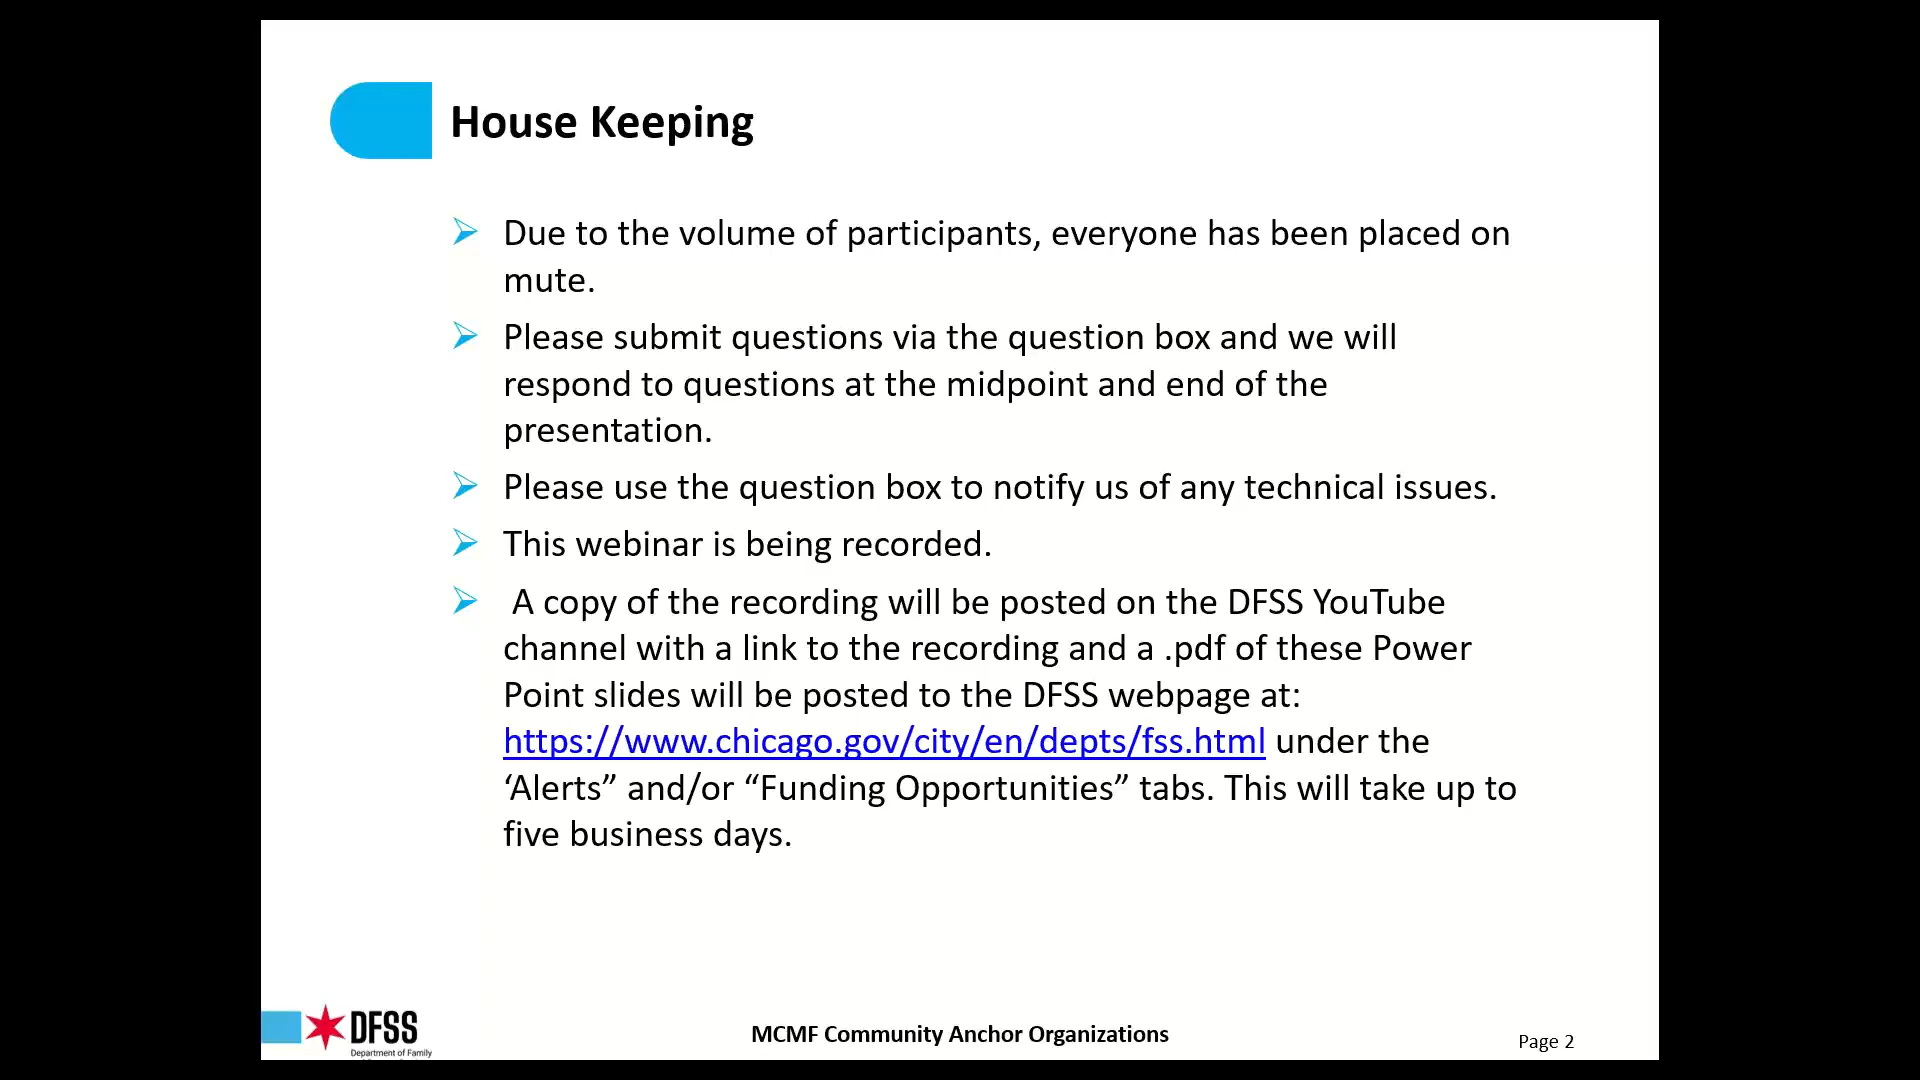 House Keeping
Due to the volume of participants, everyone has been placed on
mute.
Please submit questions via the question box and we will
respond to questions at the midpoint and end of the
presentation.
Please use the question box to notify us of any technical issues.
This webinar is being recorded.
A copy of the recording will be posted on the DFSS YouTube
channel with a link to the recording and a .pdf of these Power
Point slides will be posted to the DFSS webpage at:
https://www.chicago.gov/city/en/depts/fss.html under the
‘Alerts” and/or “Funding Opportunities” tabs. This will take up to
five business days.
DFSS
Department of Family
MCMF Community Anchor Organizations
Page 2